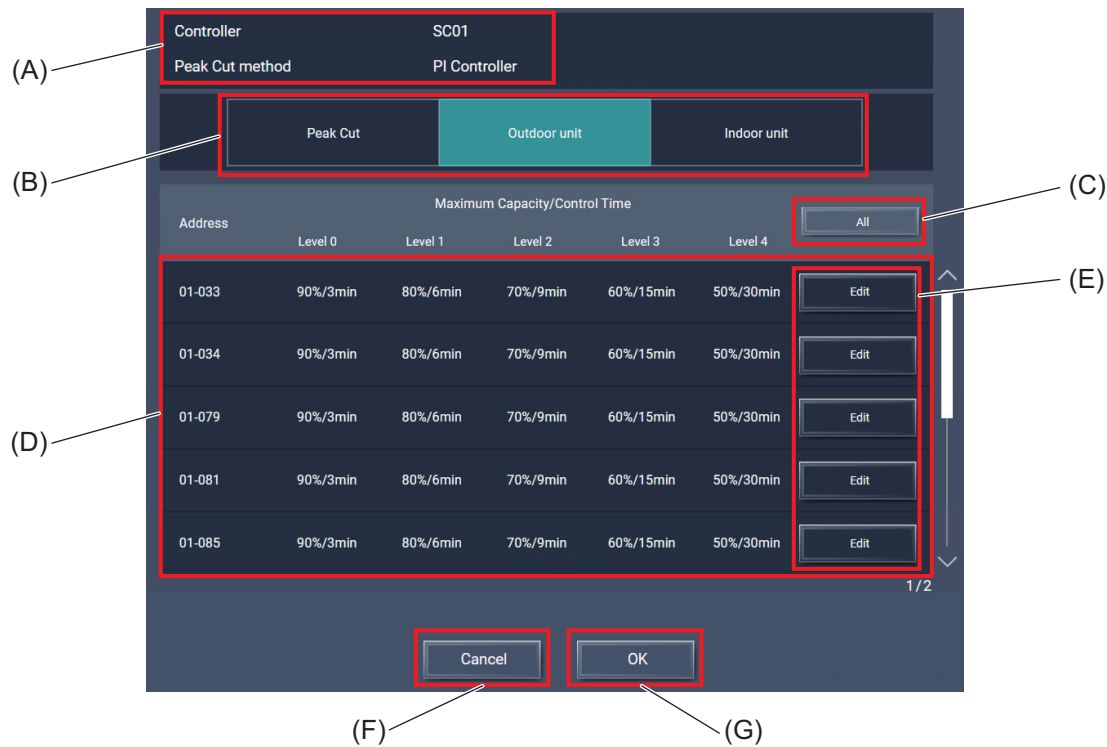 Controller SC01
(A)
Peak Cut method PI Controller
Peak Cut Outdoor unit Indoor unit
(B)
(C)
Maximum Capacity/Control Time
Address All
Level 0 Level 1 Level 2 Level 3 Level 4
(E)
01-033 90%/3min 80%/6min 70%/9min 60%/15min 50%/30min Edit
01-034 90%/3min 80%/6min 70%/9min 60%/15min 50%/30min Edit
01-079 90%/3min 80%/6min 70%/9min 60%/15min 50%/30min Edit
(D)
01-081 90%/3min 80%/6min 70%/9min 60%/15min 50%/30min Edit
01-085 90%/3min 80%/6min 70%/9min 60%/15min 50%/30min Edit
1/2
Cancel OK
(F) (G)